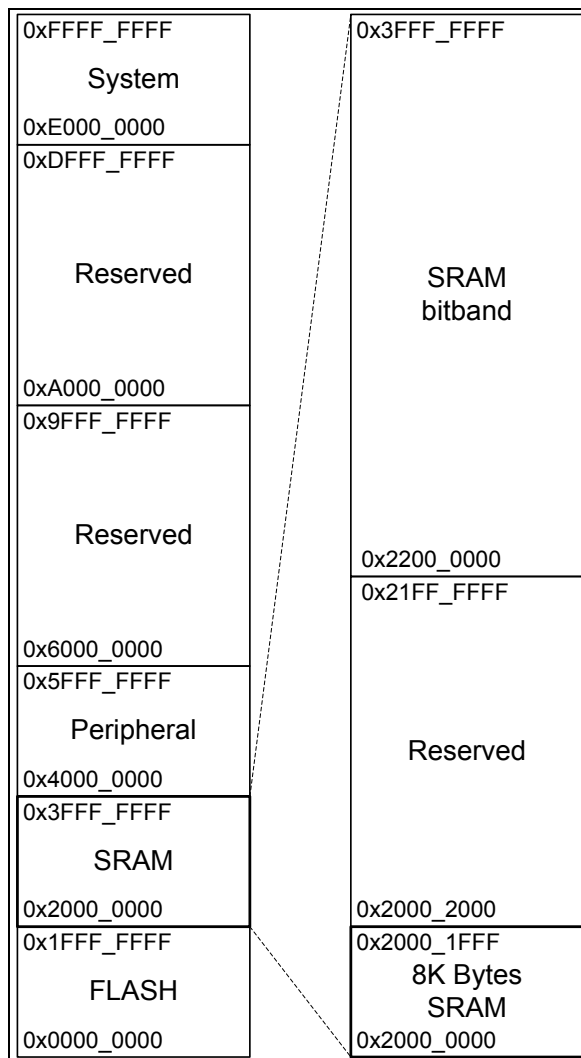 0xFFFF_FFFF
System
0xE000_0000
0xDFFF_FFFF
Reserved
0xA000_0000
0x9FFF_FFFF
Reserved
0x6000_0000
0x5FFF_FFFF
Peripheral
0x4000_0000
0x3FFF_FFFF
SRAM
0x2000_0000
0x1FFF_FFFF
FLASH
0x0000_0000
0x3FFF_FFFF
SRAM
bitband
0x2200_0000
0x21FF_FFFF
Reserved
0x2000_2000
0x2000_1FFF
8K Bytes
SRAM
0x2000_0000